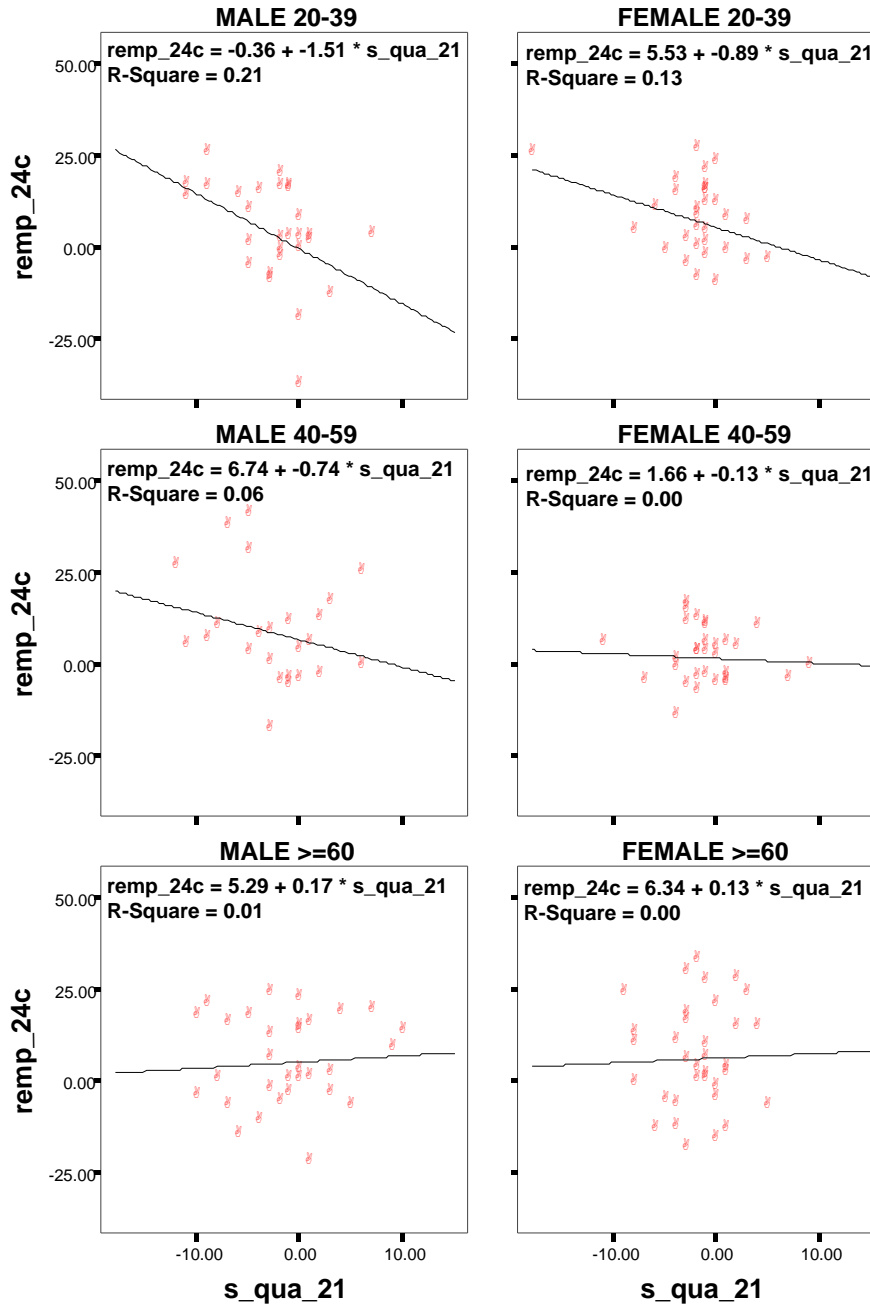 MALE 20-39
FEMALE 20-39
remp_24c = -0.36 + -1.51 * s_qua_21
R-Square = 0.21
remp_24c = 5.53 + -0.89 * s_qua_21
R-Square = 0.13
50.00
25.00
0.00
-25.00
remp_24c
MALE 40-59
FEMALE 40-59
remp_24c = 6.74 + -0.74 * s_qua_21
R-Square = 0.06
remp_24c = 1.66 + -0.13 * s_qua_21
R-Square = 0.00
50.00
25.00
0.00
-25.00
remp_24c
MALE >=60
FEMALE >=60
remp_24c = 5.29 + 0.17 * s_qua_21
R-Square = 0.01
remp_24c = 6.34 + 0.13 * s_qua_21
R-Square = 0.00
50.00
25.00
0.00
-25.00
remp_24c
-10.00 0.00 10.00
-10.00 0.00 10.00
s_qua_21
s_qua_21